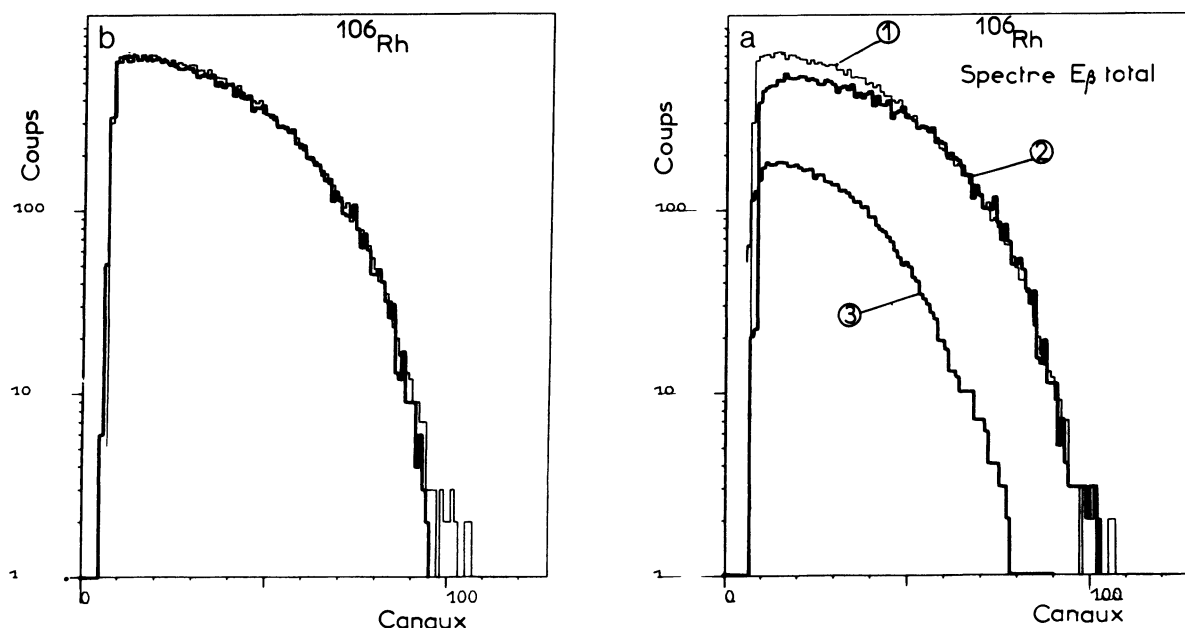 b
¹⁰⁶Rh
Coups
100
10
1
0
100
Canaux
a
①
¹⁰⁶Rh
Spectre Eβ total
Coups
②
100
③
10
1
0
100
Canaux